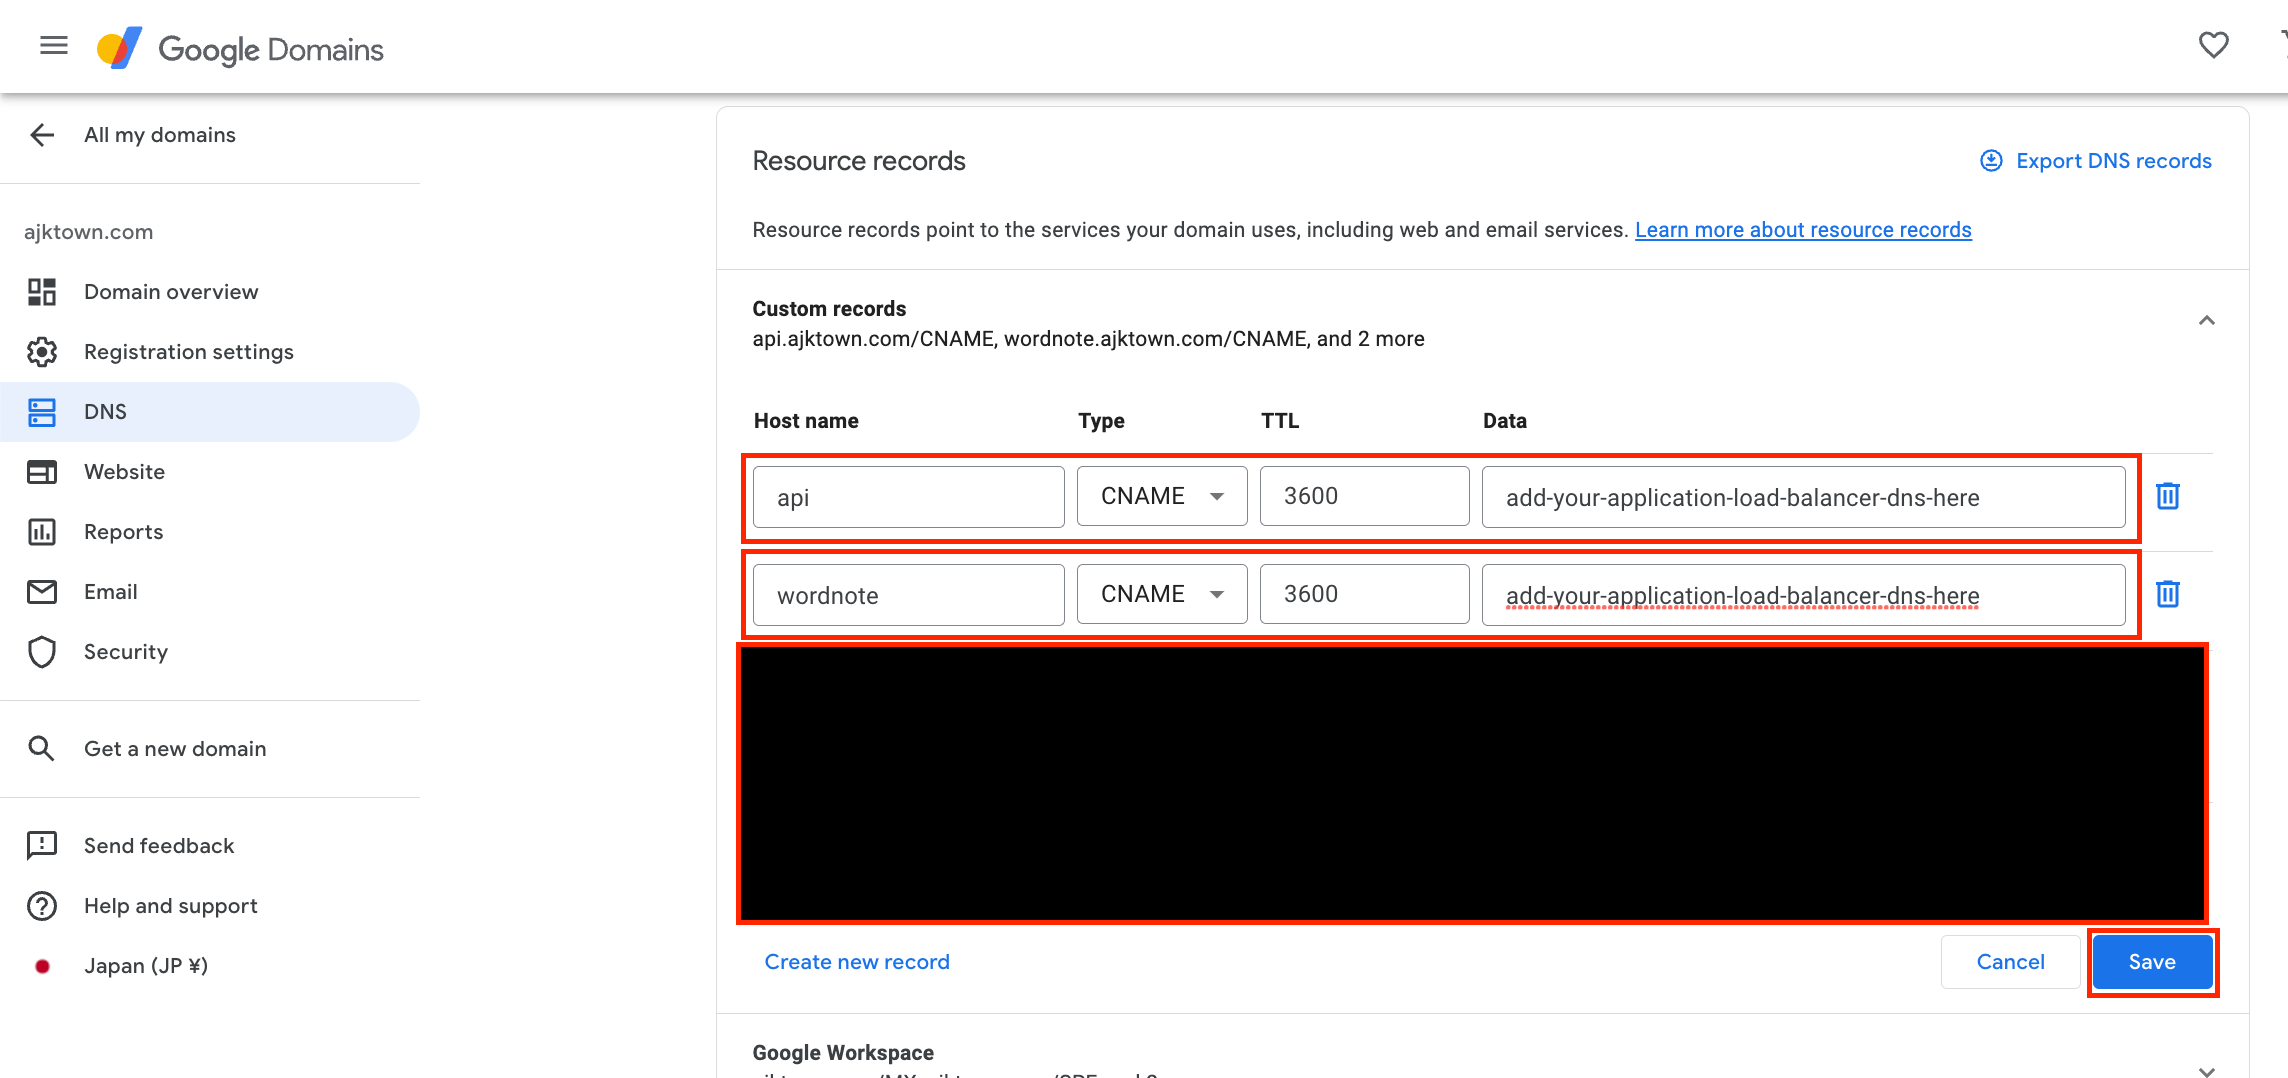 Google Domains
All my domains
ajktown.com
Domain overview
Registration settings
DNS
Website
Reports
Email
Security
Get a new domain
Send feedback
Help and support
Japan (JP ¥)
Resource records
Export DNS records
Resource records point to the services your domain uses, including web and email services. Learn more about resource records
Custom records
api.ajktown.com/CNAME, wordnote.ajktown.com/CNAME, and 2 more
Host name Type TTL Data
api CNAME 3600 add-your-application-load-balancer-dns-here
wordnote CNAME 3600 add-your-application-load-balancer-dns-here
Create new record Cancel Save
Google Workspace